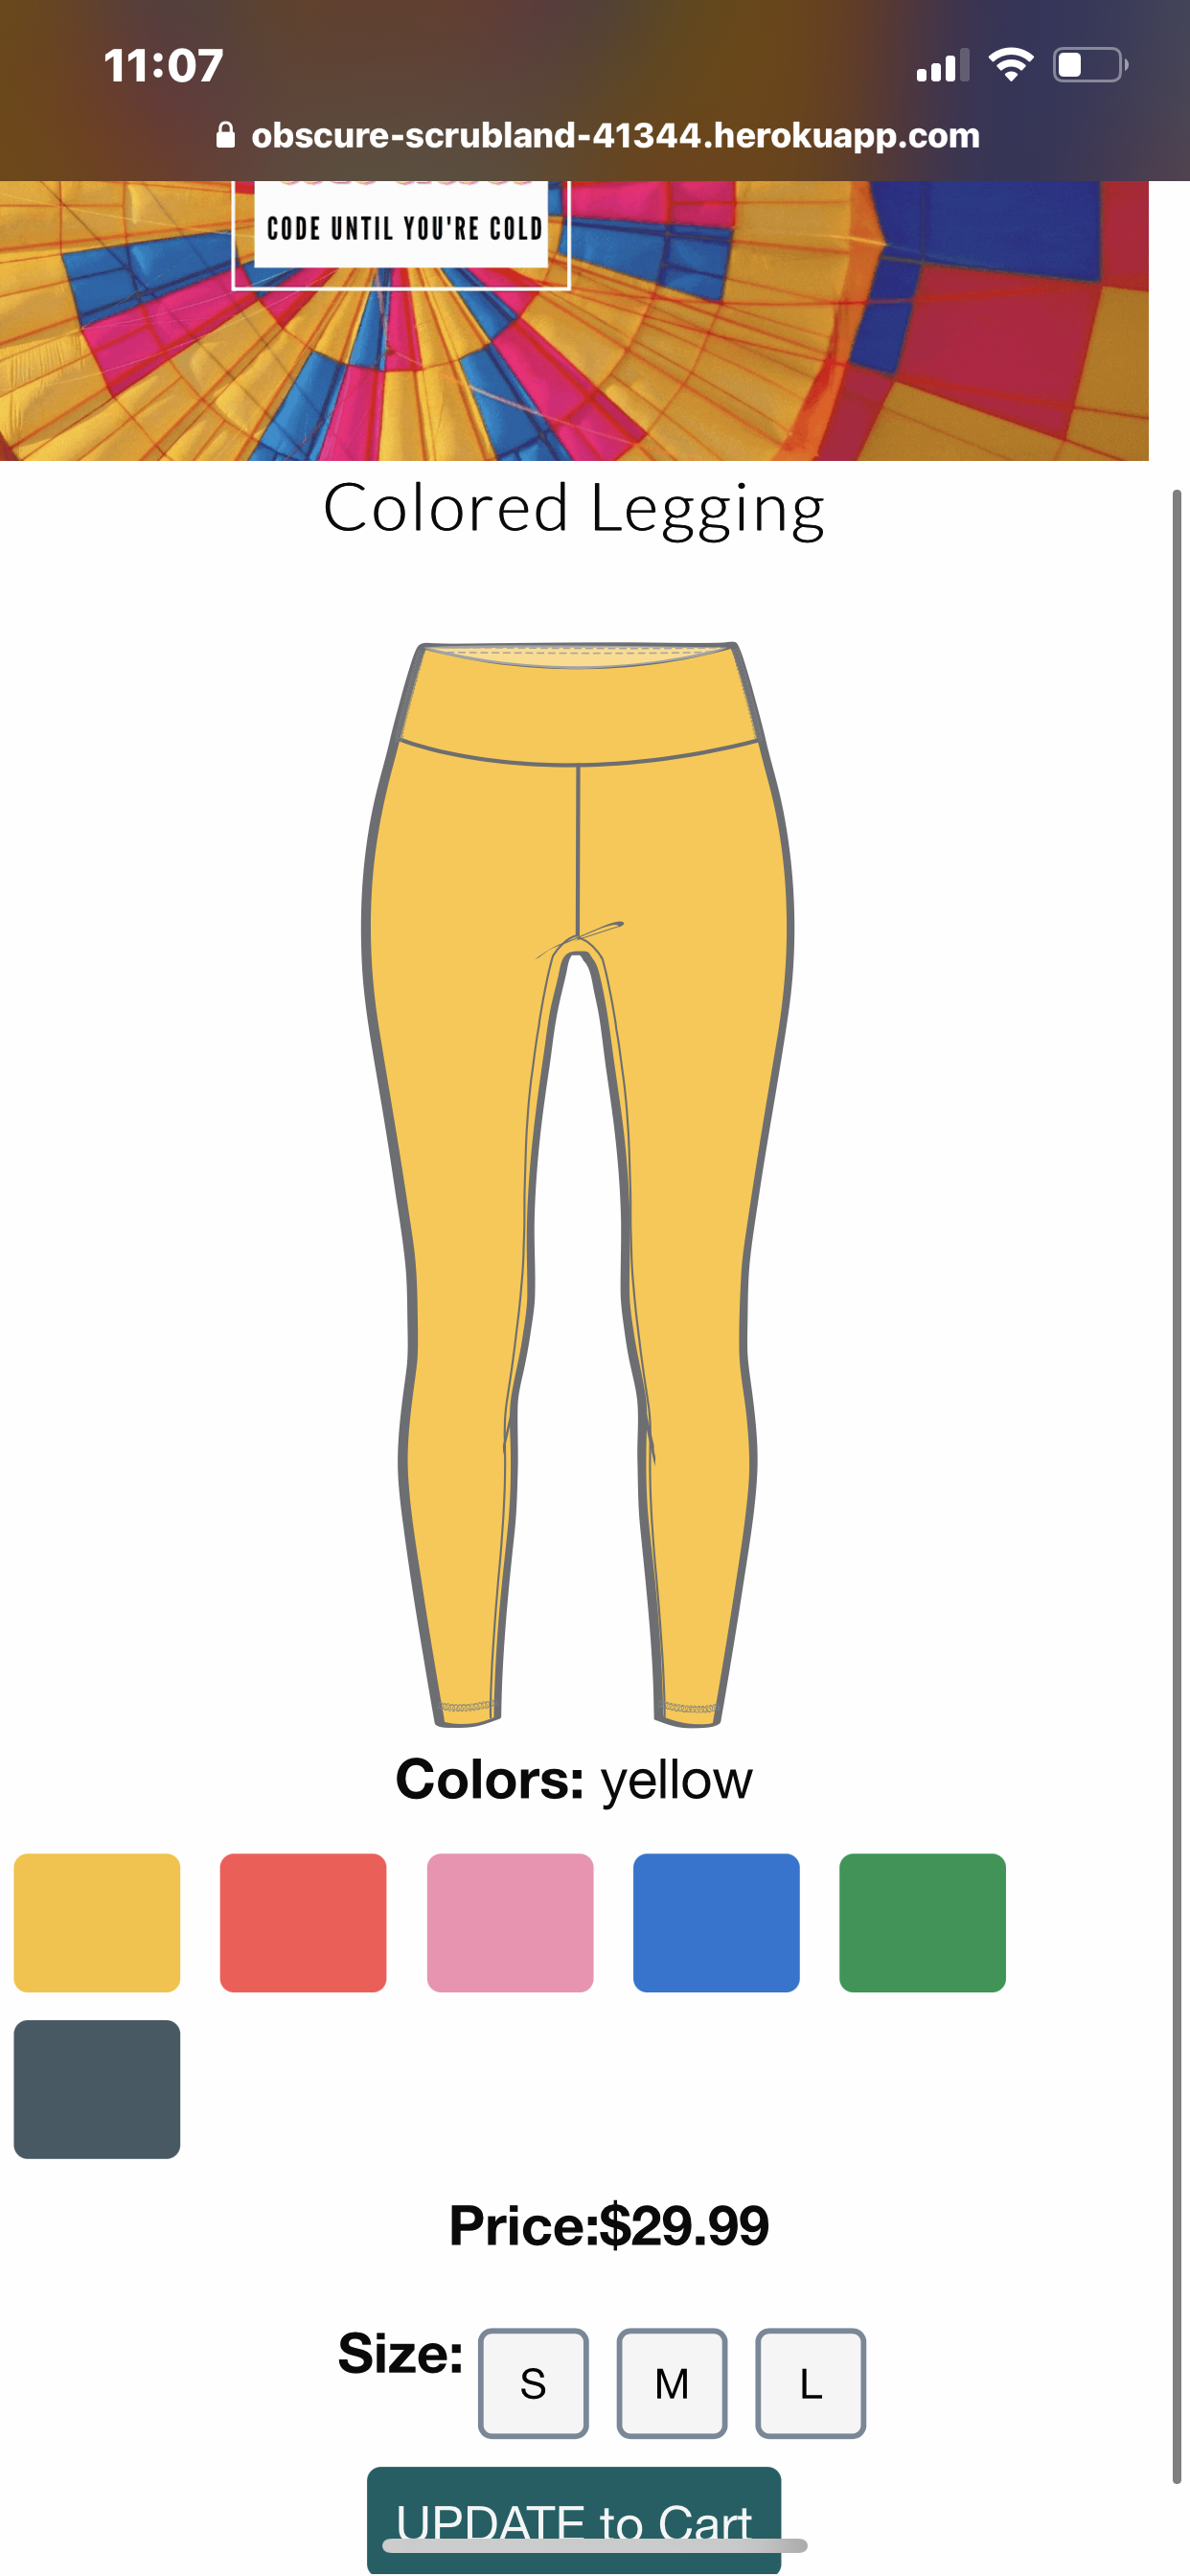 11:07
obscure-scrubland-41344.herokuapp.com
CODE UNTIL YOU'RE COLD
Colored Legging
Colors: yellow
Price:$29.99
Size: S M L
UPDATE to Cart